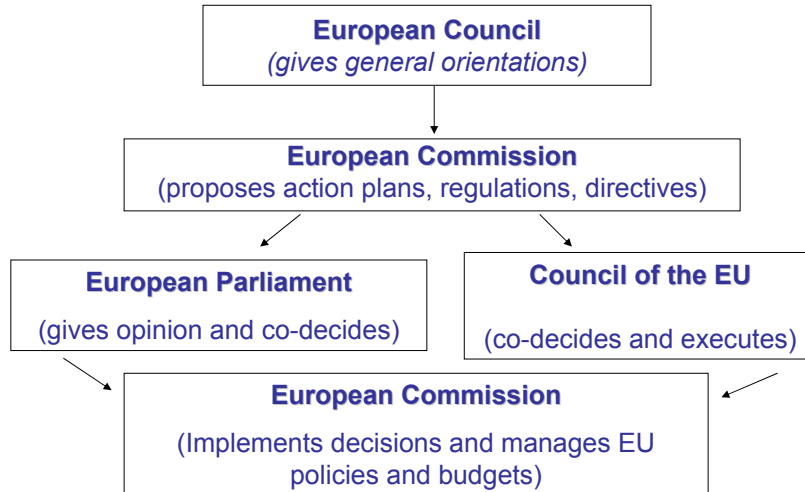 European Council
(gives general orientations)
European Commission
(proposes action plans, regulations, directives)
European Parliament
(gives opinion and co-decides)
Council of the EU
(co-decides and executes)
European Commission
(Implements decisions and manages EU
policies and budgets)